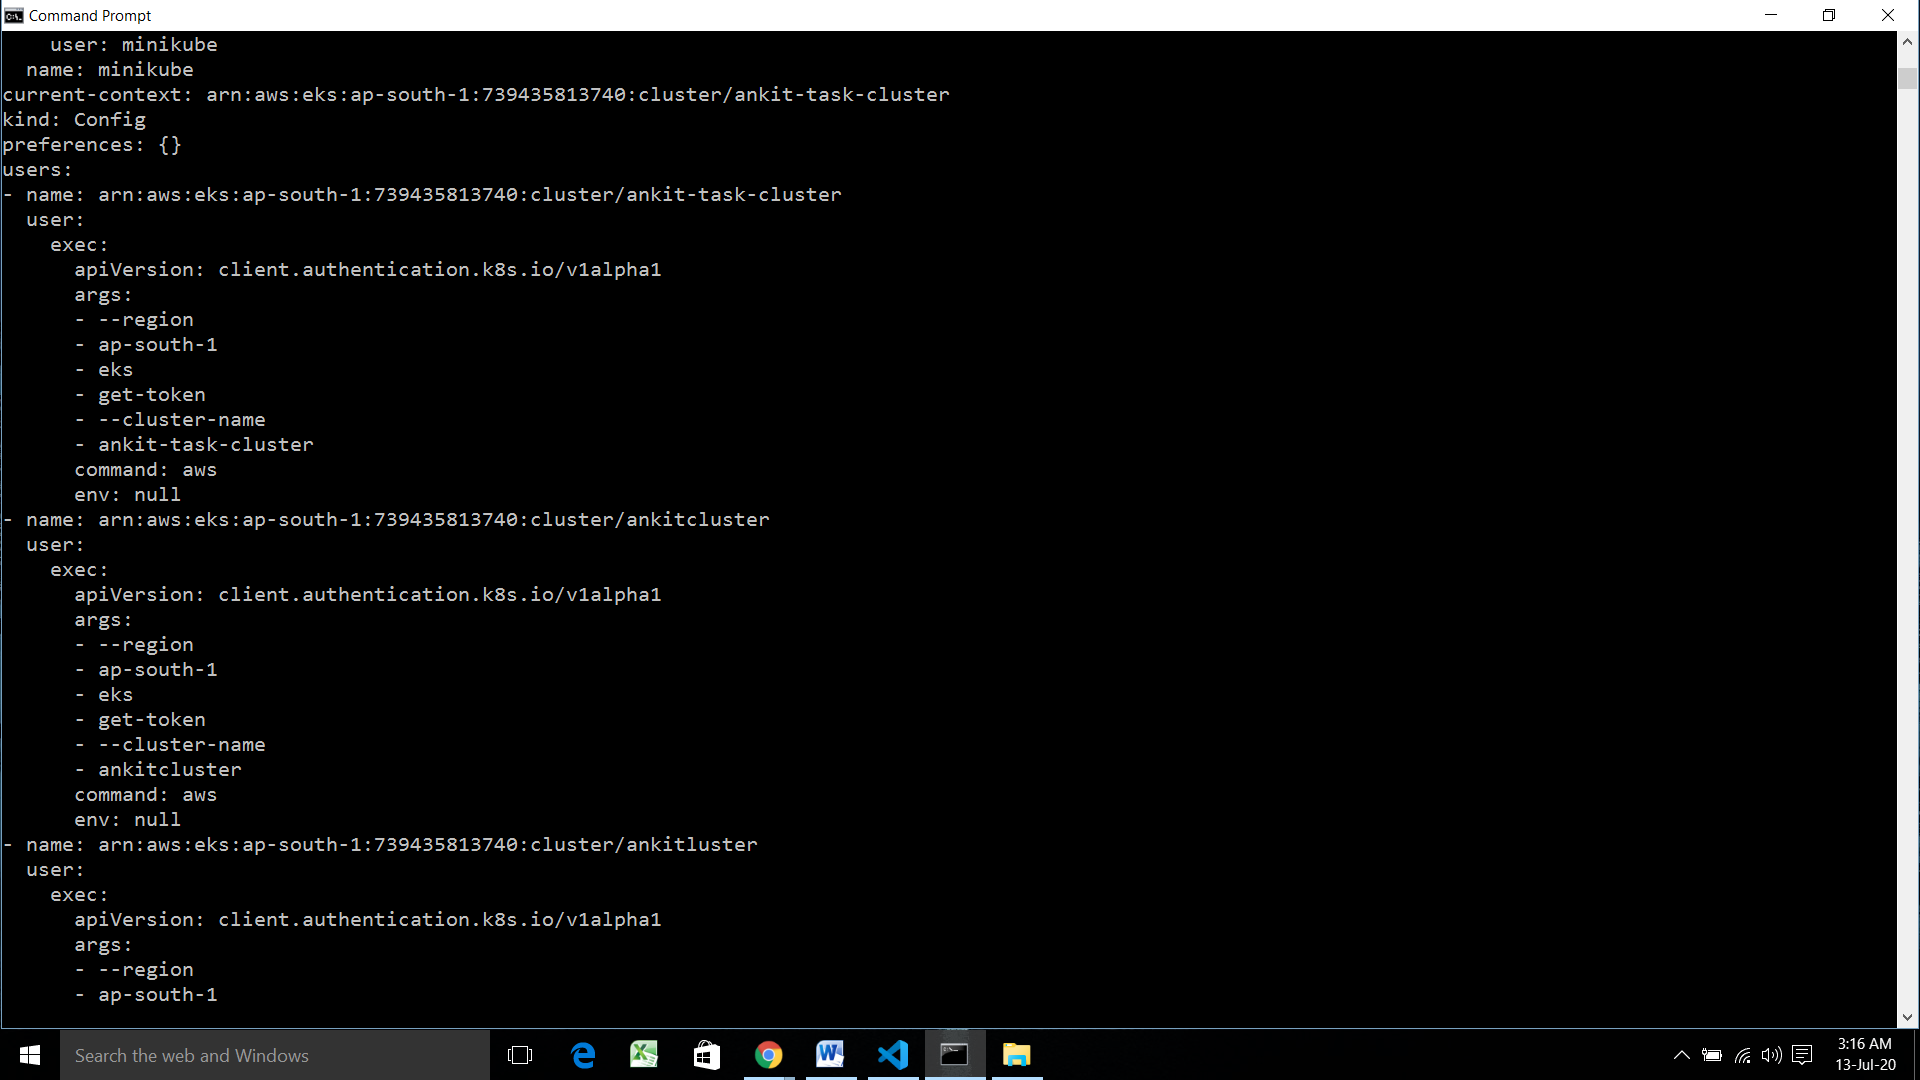 Command Prompt
    user: minikube
  name: minikube
current-context: arn:aws:eks:ap-south-1:739435813740:cluster/ankit-task-cluster
kind: Config
preferences: {}
users:
- name: arn:aws:eks:ap-south-1:739435813740:cluster/ankit-task-cluster
  user:
    exec:
      apiVersion: client.authentication.k8s.io/v1alpha1
      args:
      - --region
      - ap-south-1
      - eks
      - get-token
      - --cluster-name
      - ankit-task-cluster
      command: aws
      env: null
- name: arn:aws:eks:ap-south-1:739435813740:cluster/ankitcluster
  user:
    exec:
      apiVersion: client.authentication.k8s.io/v1alpha1
      args:
      - --region
      - ap-south-1
      - eks
      - get-token
      - --cluster-name
      - ankitcluster
      command: aws
      env: null
- name: arn:aws:eks:ap-south-1:739435813740:cluster/ankitluster
  user:
    exec:
      apiVersion: client.authentication.k8s.io/v1alpha1
      args:
      - --region
      - ap-south-1
Search the web and Windows
3:16 AM
13-Jul-20